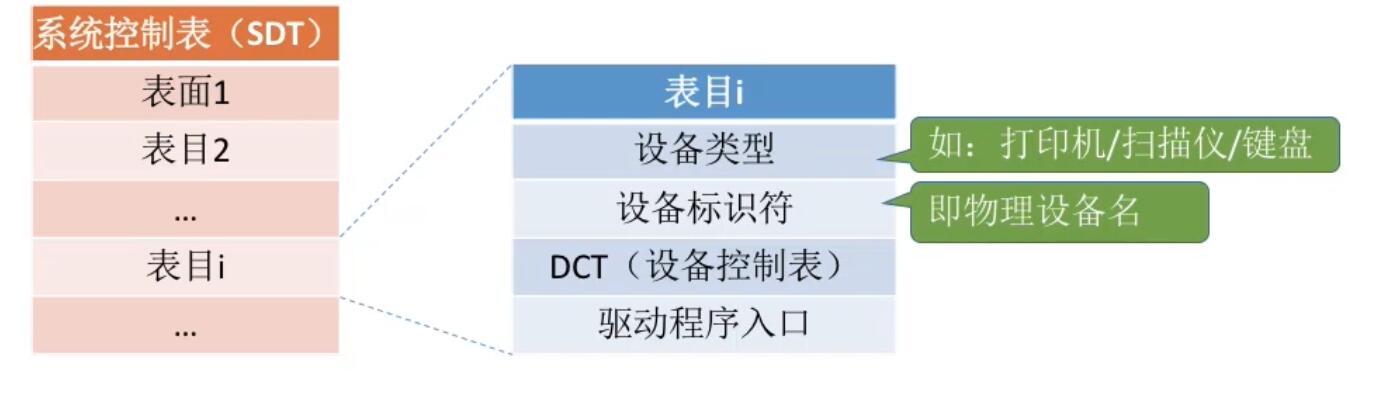 系统控制表（SDT）
表面1
表目2
…
表目i
…
表目i
设备类型
设备标识符
DCT（设备控制表）
驱动程序入口
如：打印机/扫描仪/键盘
即物理设备名